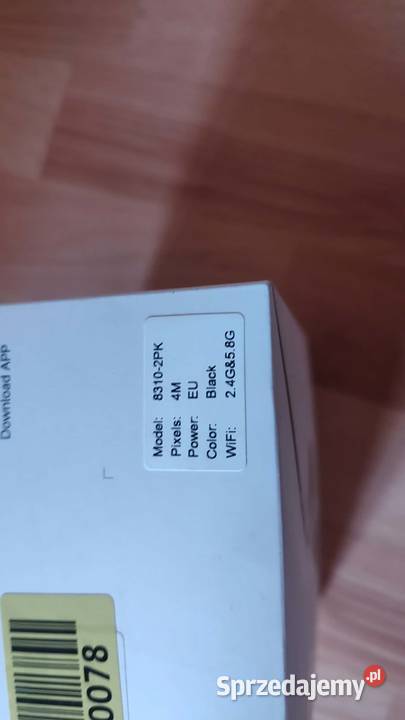 Download APP
Model: 8310-2PK
Pixels: 4M
Power: EU
Color: Black
WiFi: 2.4G&5.8G
0078
Sprzedajemy.pl